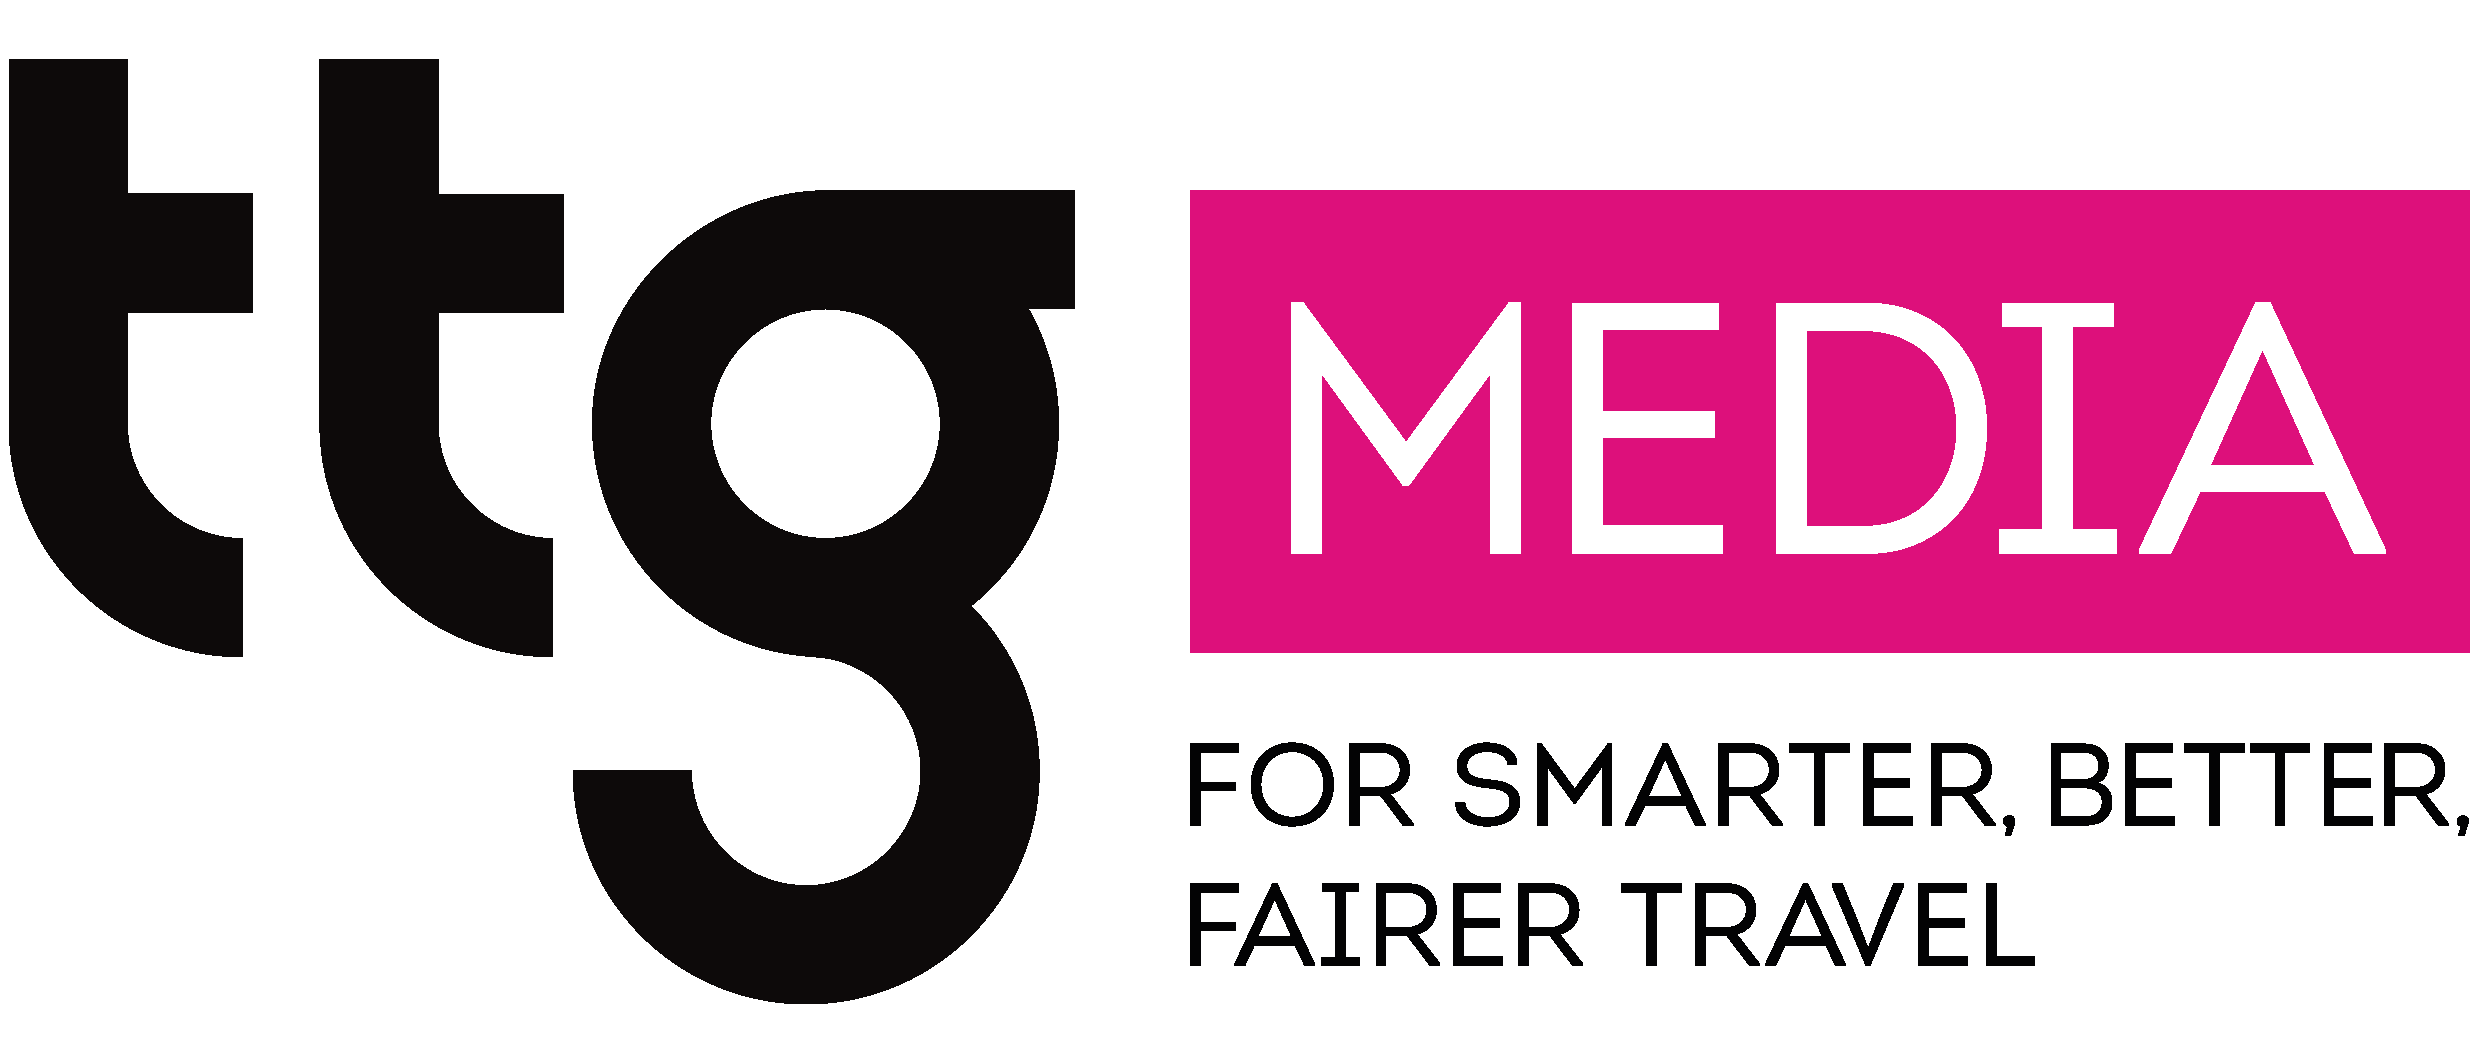 ttg
MEDIA
FOR SMARTER, BETTER,
FAIRER TRAVEL